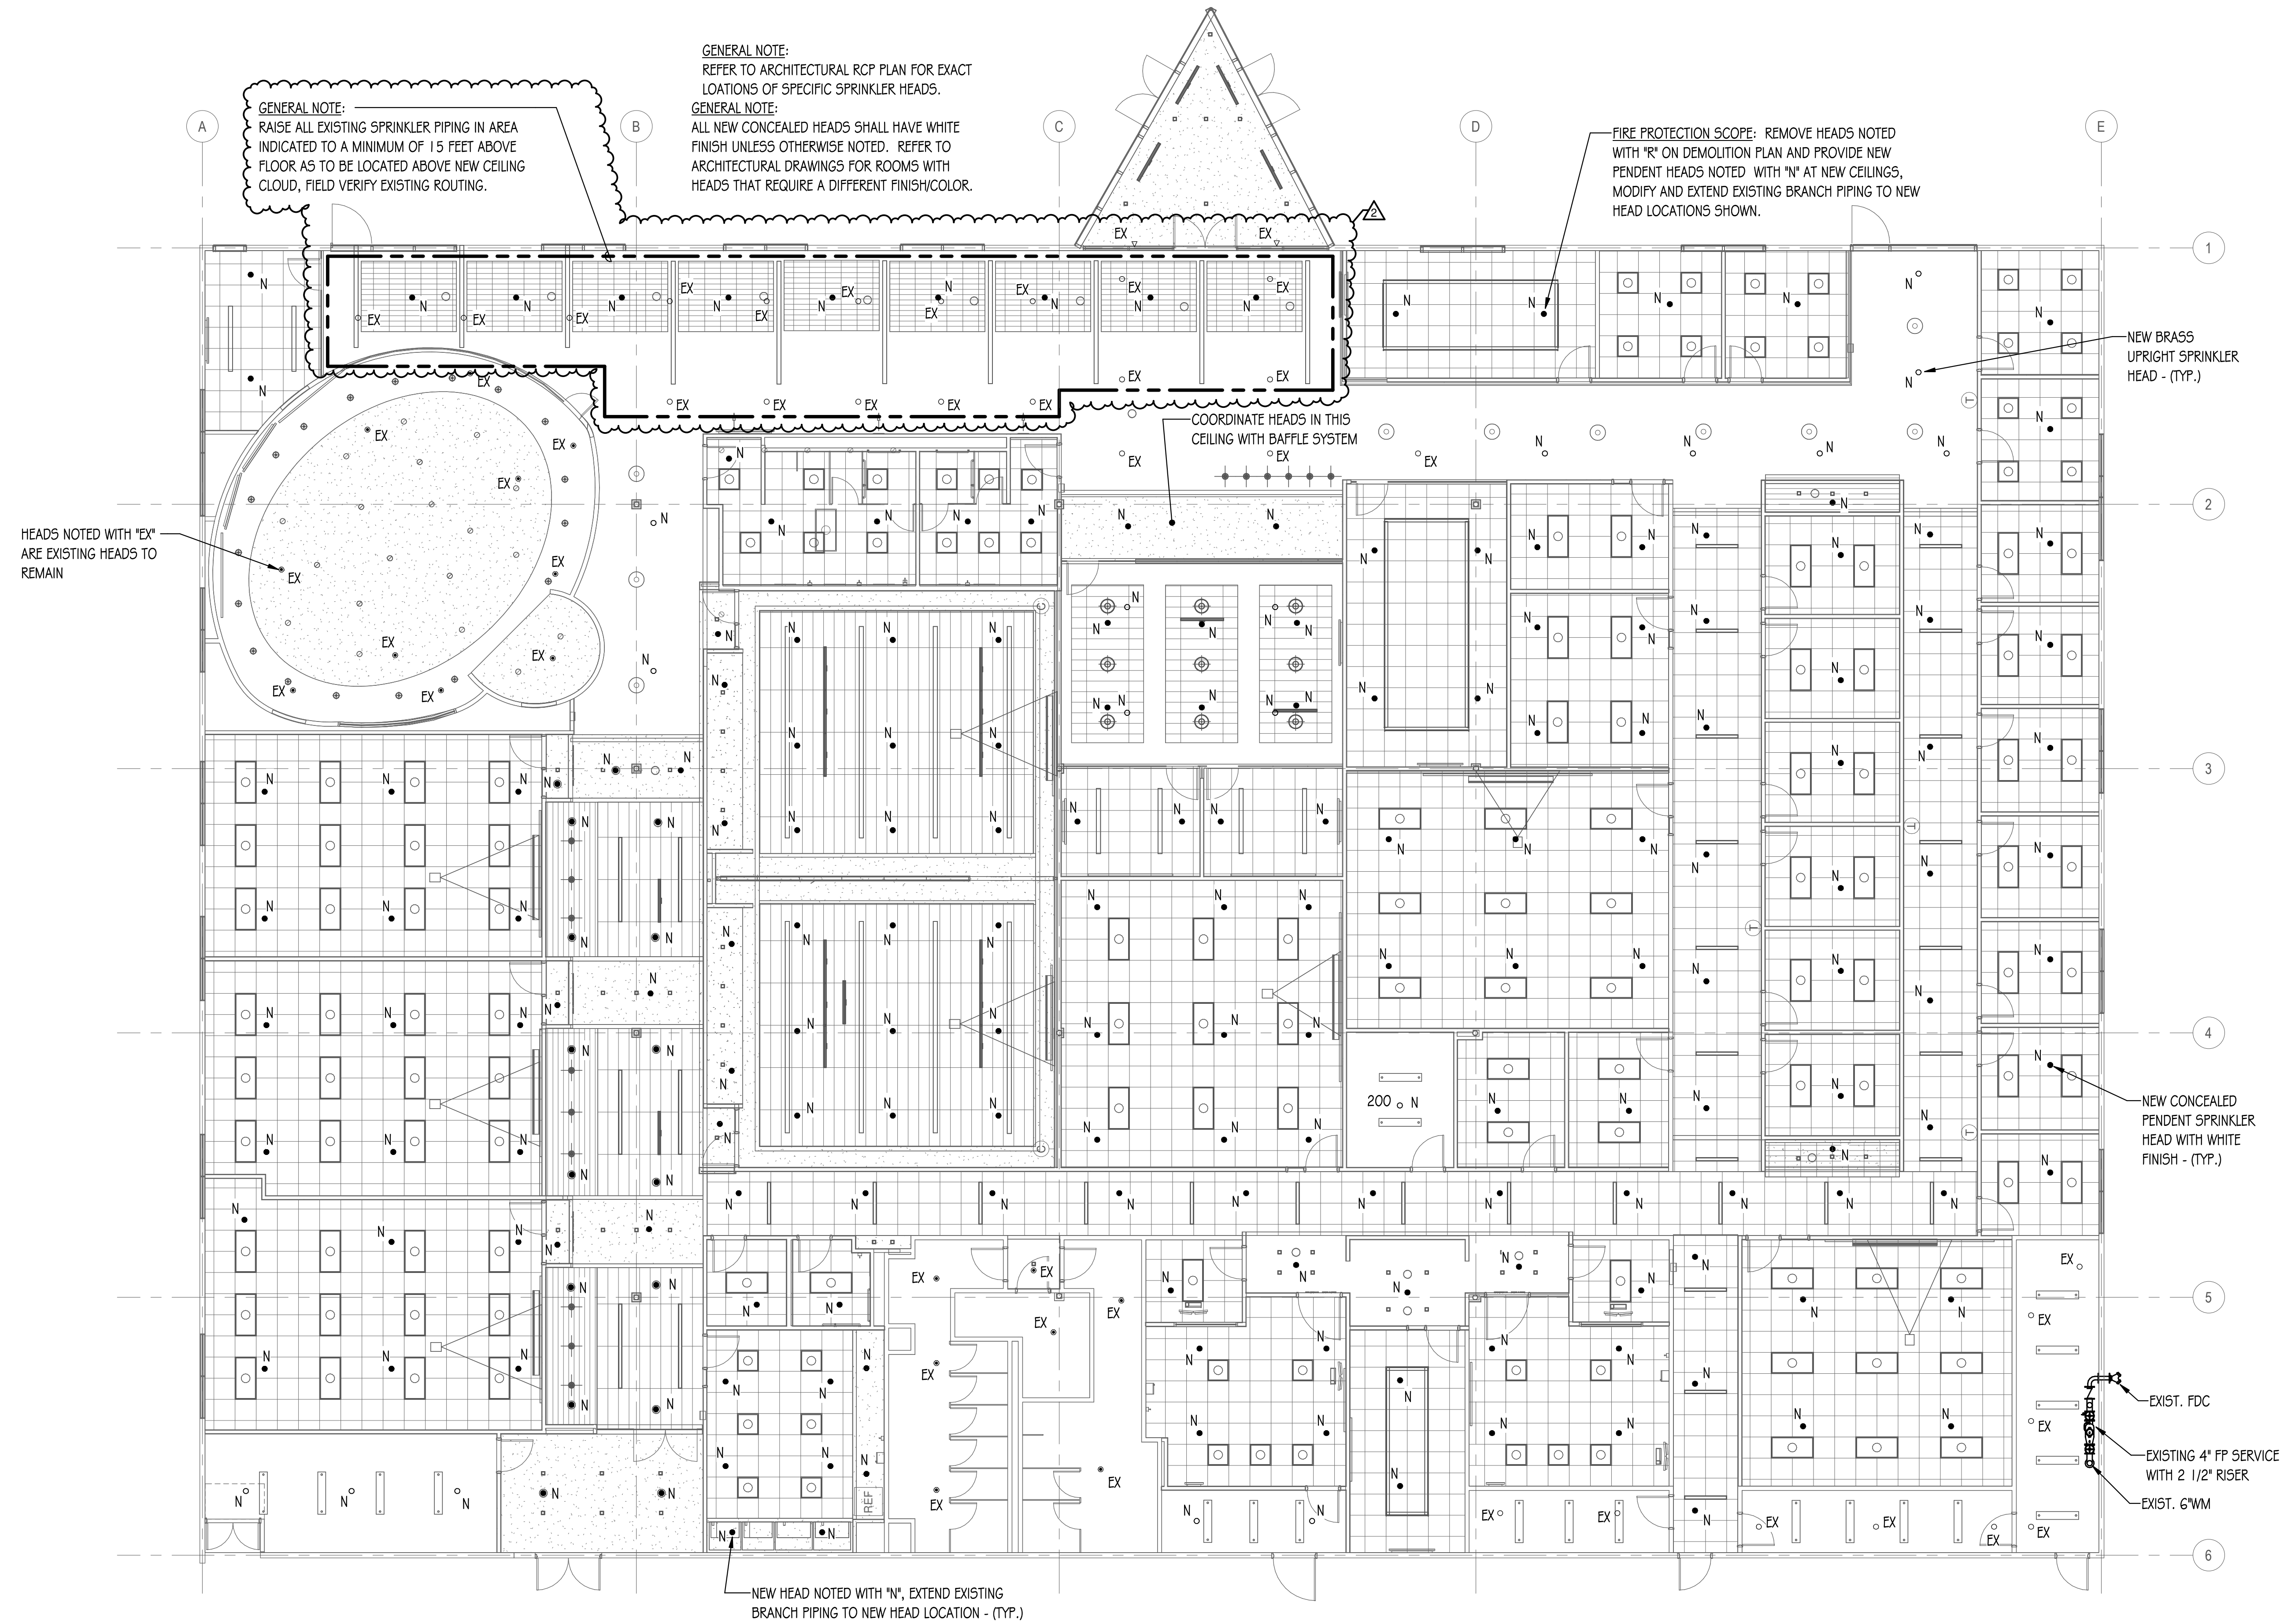 GENERAL NOTE:
REFER TO ARCHITECTURAL RCP PLAN FOR EXACT
LOATIONS OF SPECIFIC SPRINKLER HEADS.
GENERAL NOTE:
ALL NEW CONCEALED HEADS SHALL HAVE WHITE
FINISH UNLESS OTHERWISE NOTED. REFER TO
ARCHITECTURAL DRAWINGS FOR ROOMS WITH
HEADS THAT REQUIRE A DIFFERENT FINISH/COLOR.
GENERAL NOTE:
RAISE ALL EXISTING SPRINKLER PIPING IN AREA
INDICATED TO A MINIMUM OF 15 FEET ABOVE
FLOOR AS TO BE LOCATED ABOVE NEW CEILING
CLOUD, FIELD VERIFY EXISTING ROUTING.
FIRE PROTECTION SCOPE: REMOVE HEADS NOTED
WITH "R" ON DEMOLITION PLAN AND PROVIDE NEW
PENDENT HEADS NOTED WITH "N" AT NEW CEILINGS,
MODIFY AND EXTEND EXISTING BRANCH PIPING TO NEW
HEAD LOCATIONS SHOWN.
A
B
C
D
E
2
1
2
3
4
5
6
NEW BRASS
UPRIGHT SPRINKLER
HEAD - (TYP.)
COORDINATE HEADS IN THIS
CEILING WITH BAFFLE SYSTEM
HEADS NOTED WITH "EX"
ARE EXISTING HEADS TO
REMAIN
EX
N
200 N
NEW CONCEALED
PENDENT SPRINKLER
HEAD WITH WHITE
FINISH - (TYP.)
REF
EXIST. FDC
EXISTING 4" FP SERVICE
WITH 2 1/2" RISER
EXIST. 6"WM
NEW HEAD NOTED WITH "N", EXTEND EXISTING
BRANCH PIPING TO NEW HEAD LOCATION - (TYP.)